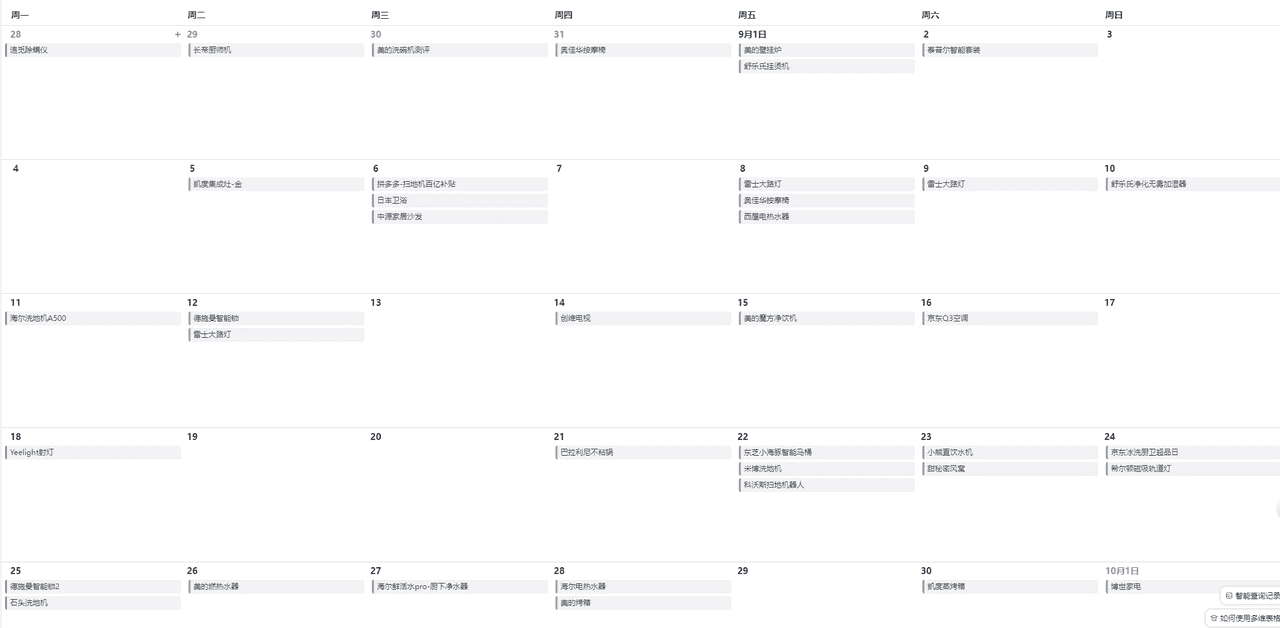 周一 周二 周三 周四 周五 周六 周日
28 + 29 30 31 9月1日 2 3
追觅除螨仪 长帝厨师机 美的洗碗机测评 奥佳华按摩椅 美的壁挂炉 泰普尔智能套装
舒乐氏挂烫机
4 5 6 7 8 9 10
凯度集成灶-金 拼多多-扫地机百亿补贴 雷士大路灯 雷士大路灯 舒乐氏净化无雾加湿器
日丰卫浴 奥佳华按摩椅
中源家居沙发 西屋电热水器
11 12 13 14 15 16 17
海尔洗地机A500 德施曼智能锁 创维电视 美的魔方净饮机 京东Q3空调
雷士大路灯
18 19 20 21 22 23 24
Yeelight射灯 巴拉利尼不粘锅 东芝小海豚智能马桶 小熊直饮水机 京东冰洗厨卫超品日
米博洗地机 甜秘密凤窝 希尔顿磁吸轨道灯
科沃斯扫地机器人
25 26 27 28 29 30 10月1日
德施曼智能锁2 美的燃热水器 海尔鲜活水pro-厨下净水器 海尔电热水器 凯度蒸烤箱 博世家电
石头洗地机 美的烤箱
智能查询记录
如何使用多维表格